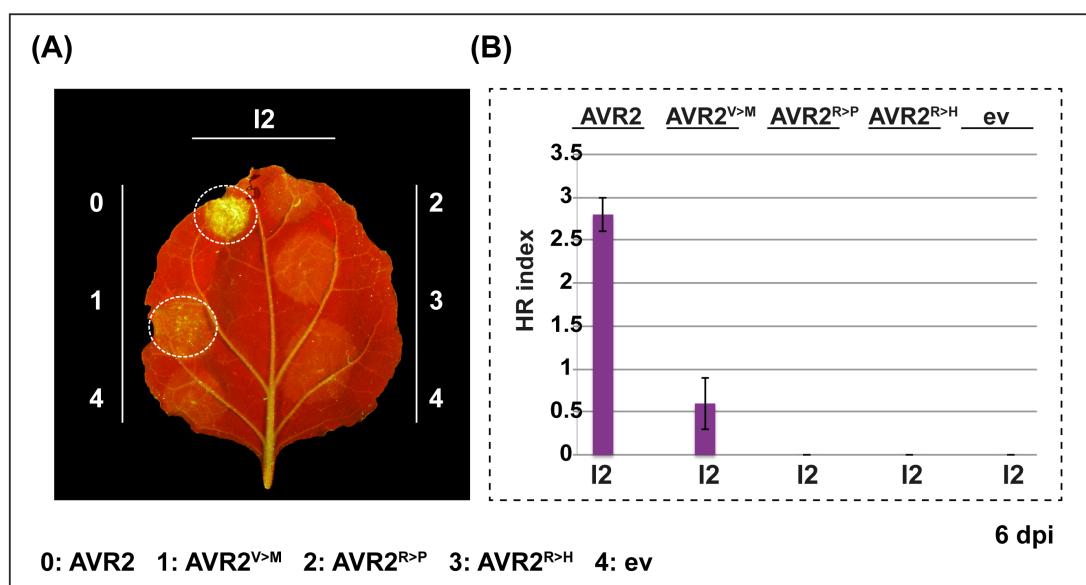 (A)
I2
0
1
4
2
3
4
(B)
AVR2 AVR2V>M AVR2R>P AVR2R>H ev
3.5
3
2.5
2
1.5
1
0.5
0
HR index
I2 I2 I2 I2 I2
6 dpi
0: AVR2 1: AVR2V>M 2: AVR2R>P 3: AVR2R>H 4: ev